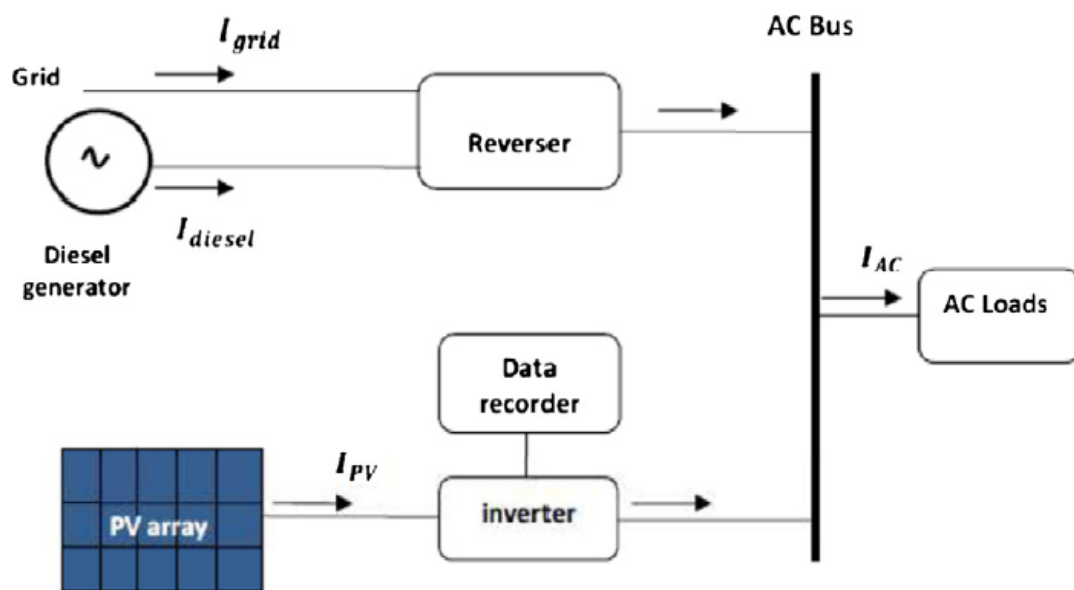 I_grid
AC Bus
Grid
Reverser
I_diesel
Diesel
generator
I_AC
AC Loads
Data
recorder
I_PV
PV array
inverter